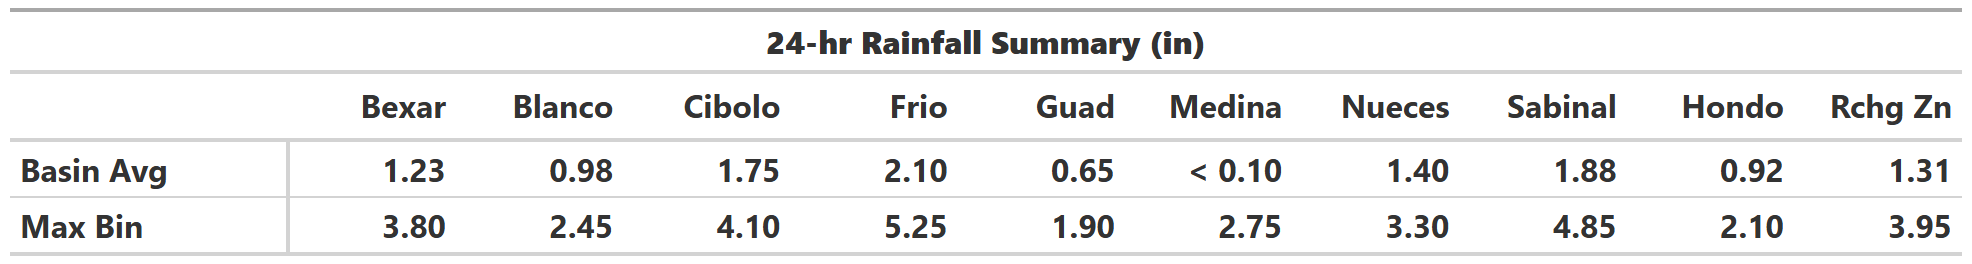 24-hr Rainfall Summary (in)
Bexar Blanco Cibolo Frio Guad Medina Nueces Sabinal Hondo Rchg Zn
Basin Avg 1.23 0.98 1.75 2.10 0.65 < 0.10 1.40 1.88 0.92 1.31
Max Bin 3.80 2.45 4.10 5.25 1.90 2.75 3.30 4.85 2.10 3.95